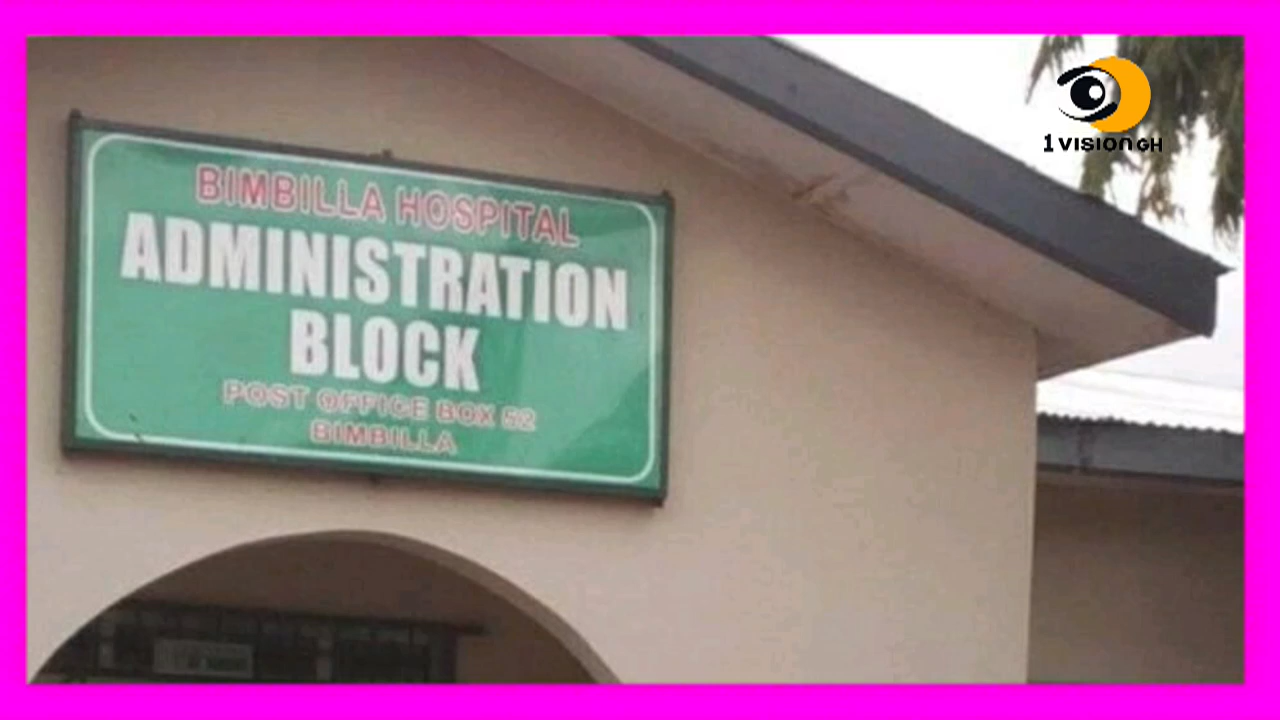 BIMBILLA HOSPITAL
ADMINISTRATION
BLOCK
POST OFFICE BOX 52
BIMBILLA
1VISIONGH